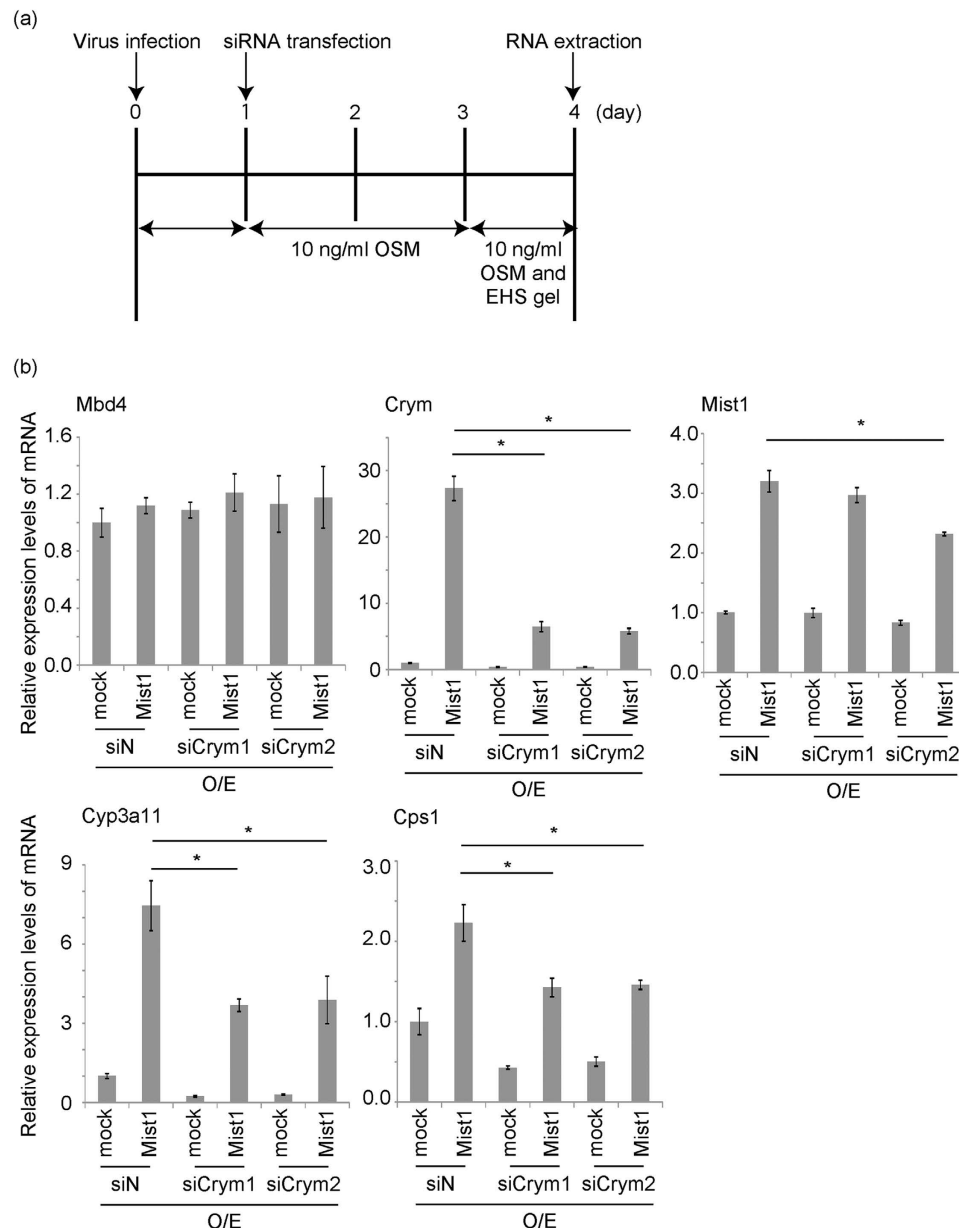 (a)
Virus infection siRNA transfection RNA extraction
0 1 2 3 4 (day)
10 ng/ml OSM
10 ng/ml
OSM and
EHS gel
(b)
Mbd4
Relative expression levels of mRNA
1.6
1.2
0.8
0.4
0.0
mock Mist1 mock Mist1 mock Mist1
siN siCrym1 siCrym2
O/E
Crym
* 
*
30
20
10
0
mock Mist1 mock Mist1 mock Mist1
siN siCrym1 siCrym2
O/E
Mist1
*
4.0
3.0
2.0
1.0
0.0
mock Mist1 mock Mist1 mock Mist1
siN siCrym1 siCrym2
O/E
Cyp3a11
Relative expression levels of mRNA
*
*
9
6
3
0
mock Mist1 mock Mist1 mock Mist1
siN siCrym1 siCrym2
O/E
Cps1
*
*
3.0
2.0
1.0
0.0
mock Mist1 mock Mist1 mock Mist1
siN siCrym1 siCrym2
O/E